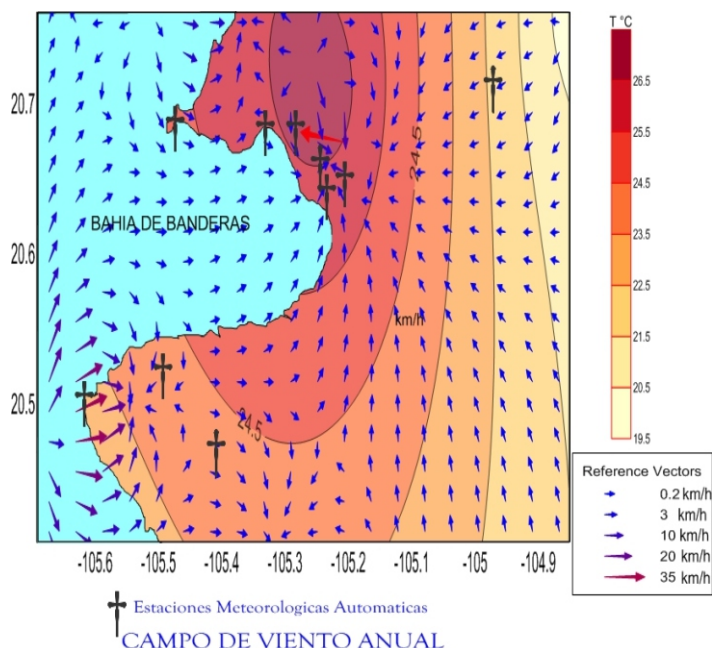 T °C
26.5
25.5
24.5
23.5
22.5
21.5
20.5
19.5
20.7
20.6
20.5
BAHIA DE BANDERAS
24.5
km/h
24.5
-105.6 -105.5 -105.4 -105.3 -105.2 -105.1 -105 -104.9
Reference Vectors
0.2 km/h
3 km/h
10 km/h
20 km/h
35 km/h
Estaciones Meteorologicas Automaticas
CAMPO DE VIENTO ANUAL